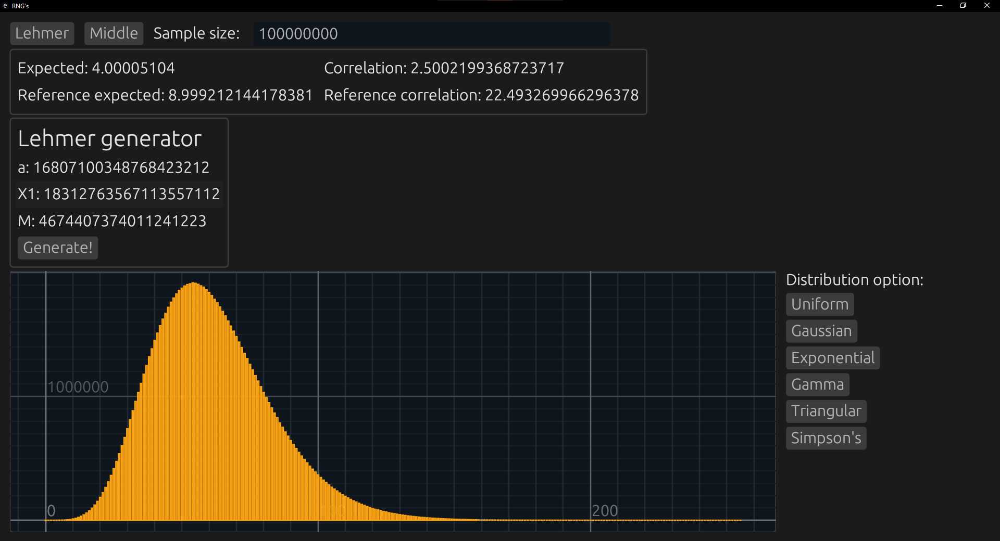 e RNG's
Lehmer Middle Sample size: 100000000
Expected: 4.00005104 Correlation: 2.5002199368723717
Reference expected: 8.999212144178381 Reference correlation: 22.493269966296378
Lehmer generator
a: 16807100348768423212
X1: 18312763567113557112
M: 4674407374011241223
Generate!
1000000
0 100 200
Distribution option:
Uniform
Gaussian
Exponential
Gamma
Triangular
Simpson's